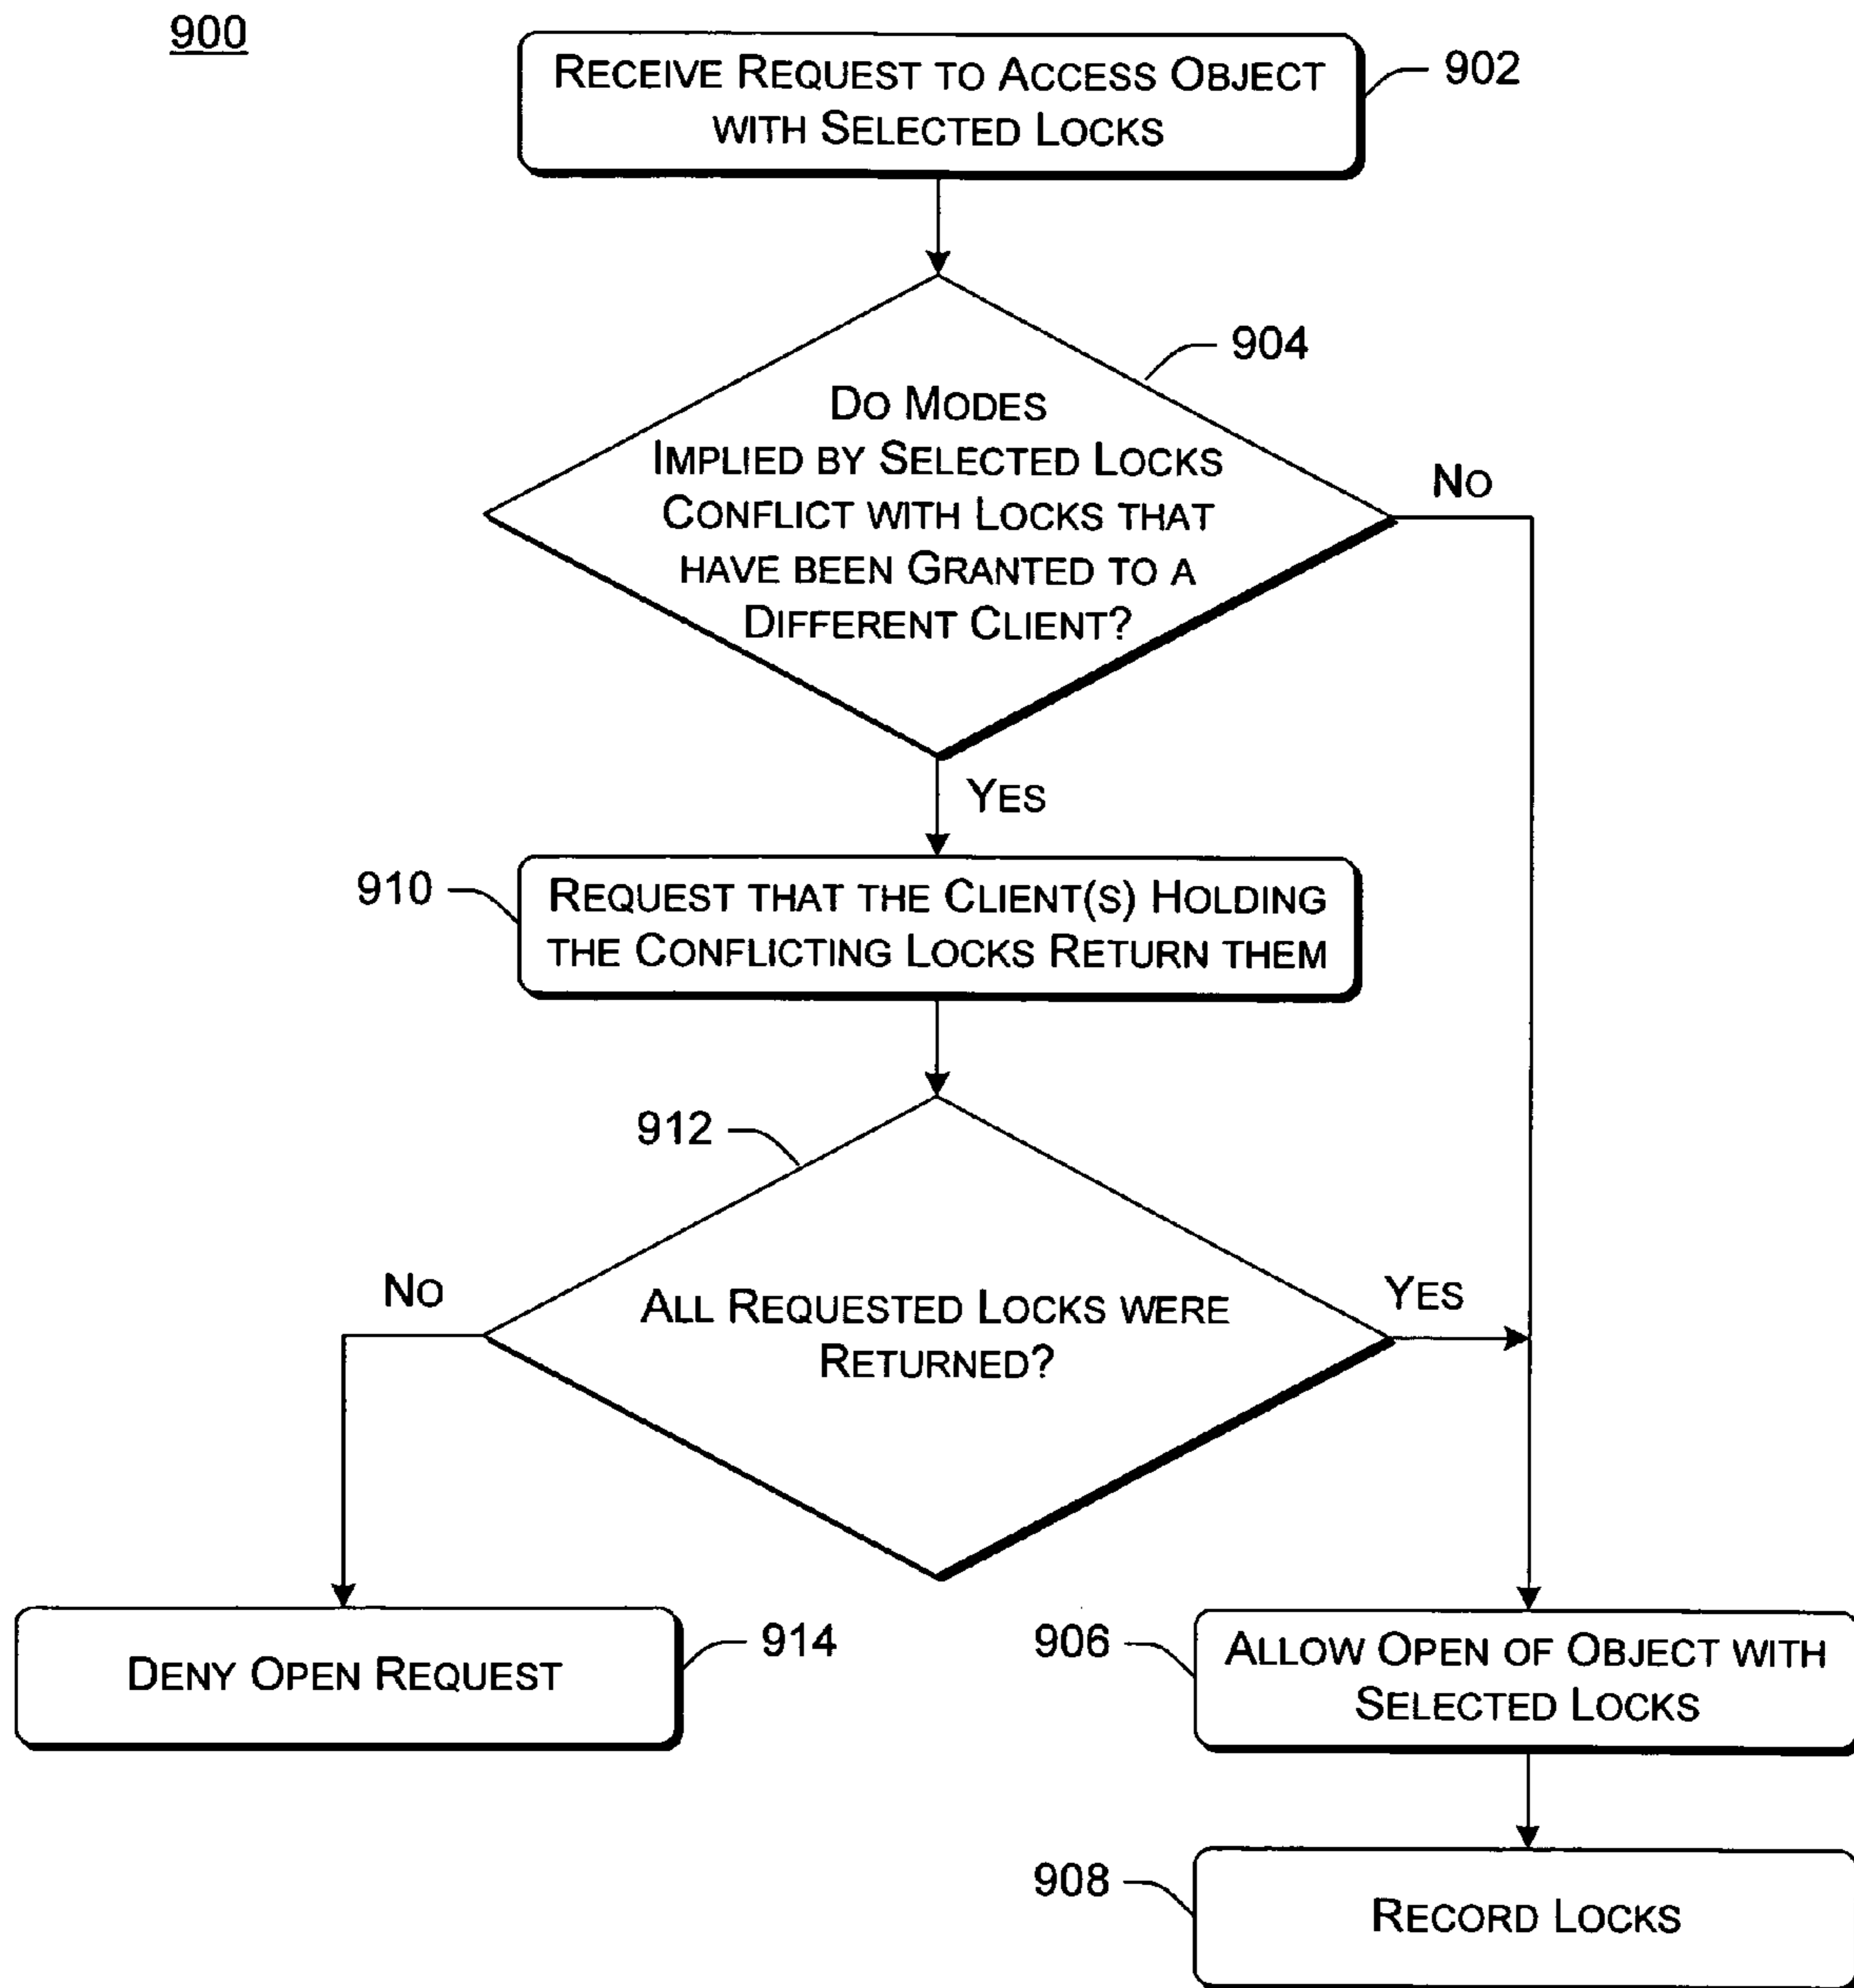 900
RECEIVE REQUEST TO ACCESS OBJECT
WITH SELECTED LOCKS
902
904
DO MODES
IMPLIED BY SELECTED LOCKS
CONFLICT WITH LOCKS THAT
HAVE BEEN GRANTED TO A
DIFFERENT CLIENT?
NO
YES
910
REQUEST THAT THE CLIENT(S) HOLDING
THE CONFLICTING LOCKS RETURN THEM
912
ALL REQUESTED LOCKS WERE
RETURNED?
NO
YES
DENY OPEN REQUEST
914
906
ALLOW OPEN OF OBJECT WITH
SELECTED LOCKS
908
RECORD LOCKS